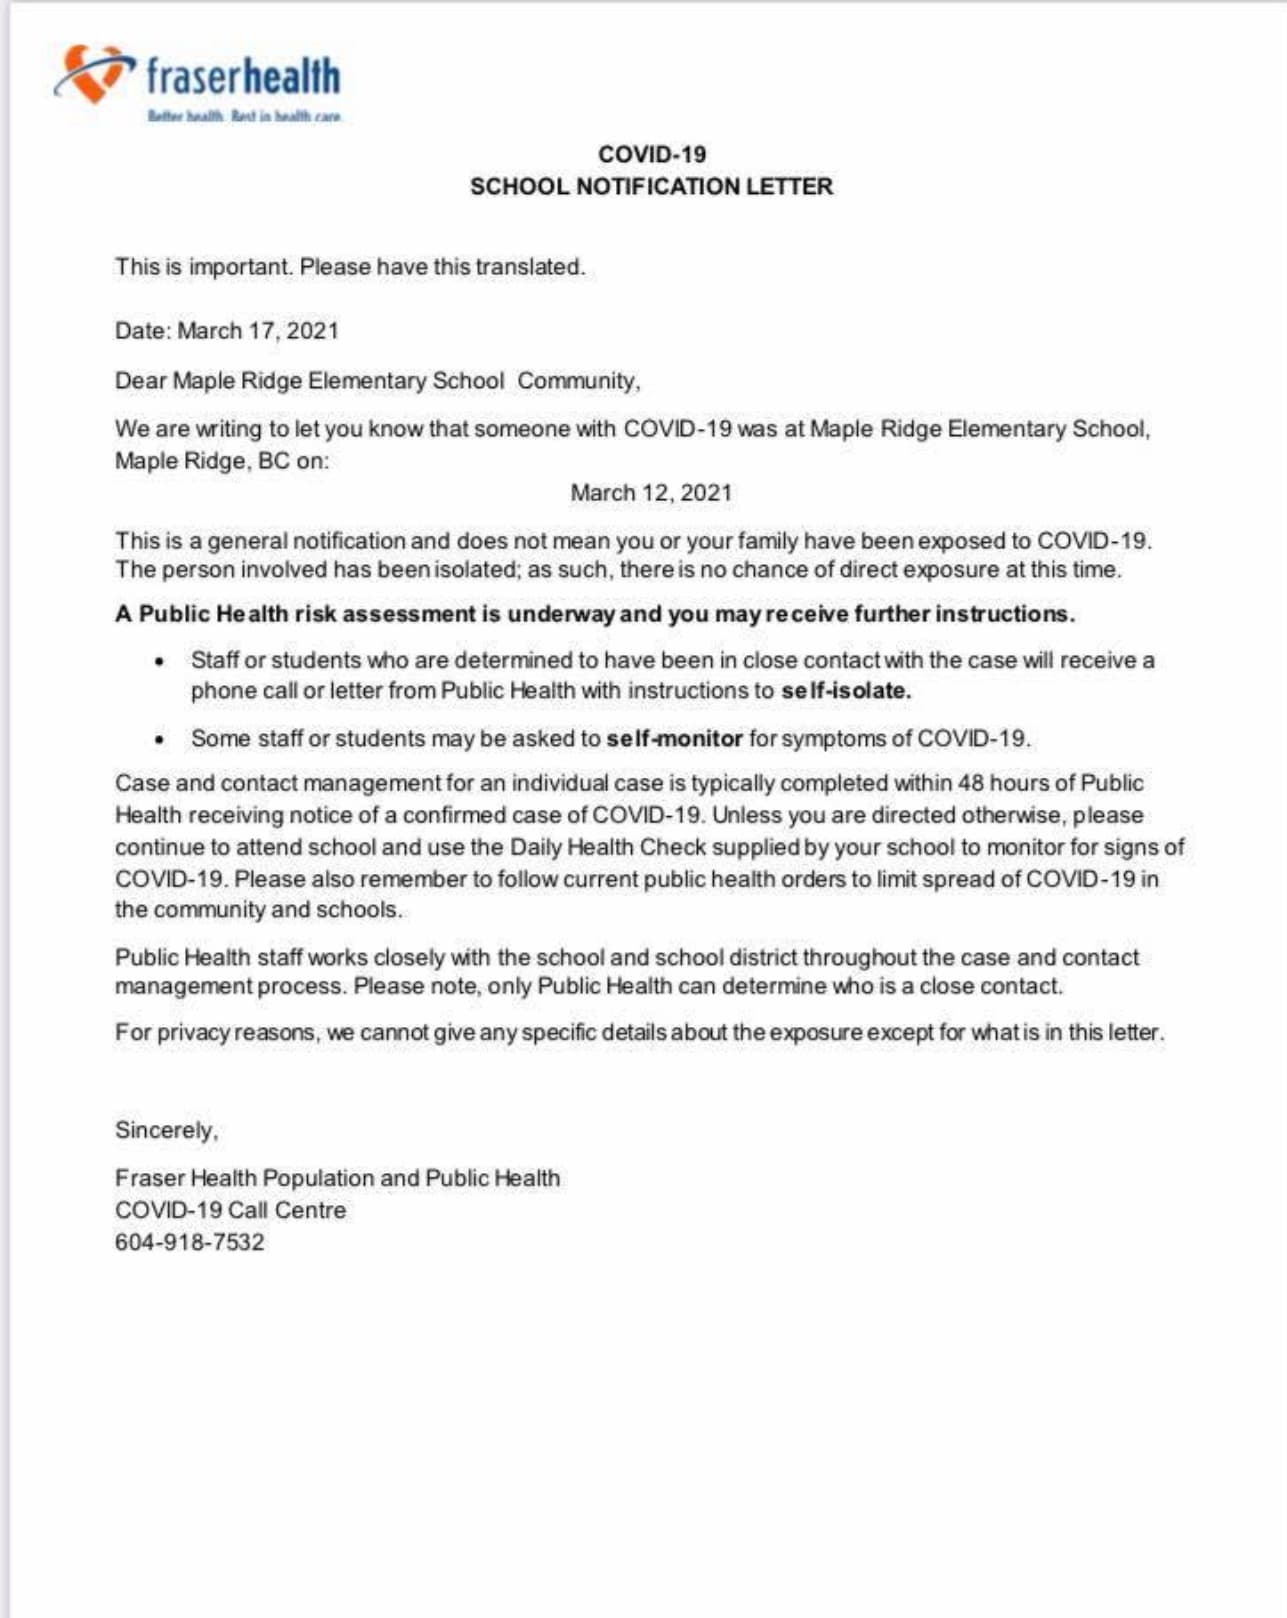 fraserhealth
Better health. Best in health care.
COVID-19
SCHOOL NOTIFICATION LETTER
This is important. Please have this translated.
Date: March 17, 2021
Dear Maple Ridge Elementary School Community,
We are writing to let you know that someone with COVID-19 was at Maple Ridge Elementary School,
Maple Ridge, BC on:
March 12, 2021
This is a general notification and does not mean you or your family have been exposed to COVID-19.
The person involved has been isolated; as such, there is no chance of direct exposure at this time.
A Public Health risk assessment is underway and you may receive further instructions.
• Staff or students who are determined to have been in close contact with the case will receive a
phone call or letter from Public Health with instructions to self-isolate.
• Some staff or students may be asked to self-monitor for symptoms of COVID-19.
Case and contact management for an individual case is typically completed within 48 hours of Public
Health receiving notice of a confirmed case of COVID-19. Unless you are directed otherwise, please
continue to attend school and use the Daily Health Check supplied by your school to monitor for signs of
COVID-19. Please also remember to follow current public health orders to limit spread of COVID-19 in
the community and schools.
Public Health staff works closely with the school and school district throughout the case and contact
management process. Please note, only Public Health can determine who is a close contact.
For privacy reasons, we cannot give any specific details about the exposure except for what is in this letter.
Sincerely,
Fraser Health Population and Public Health
COVID-19 Call Centre
604-918-7532